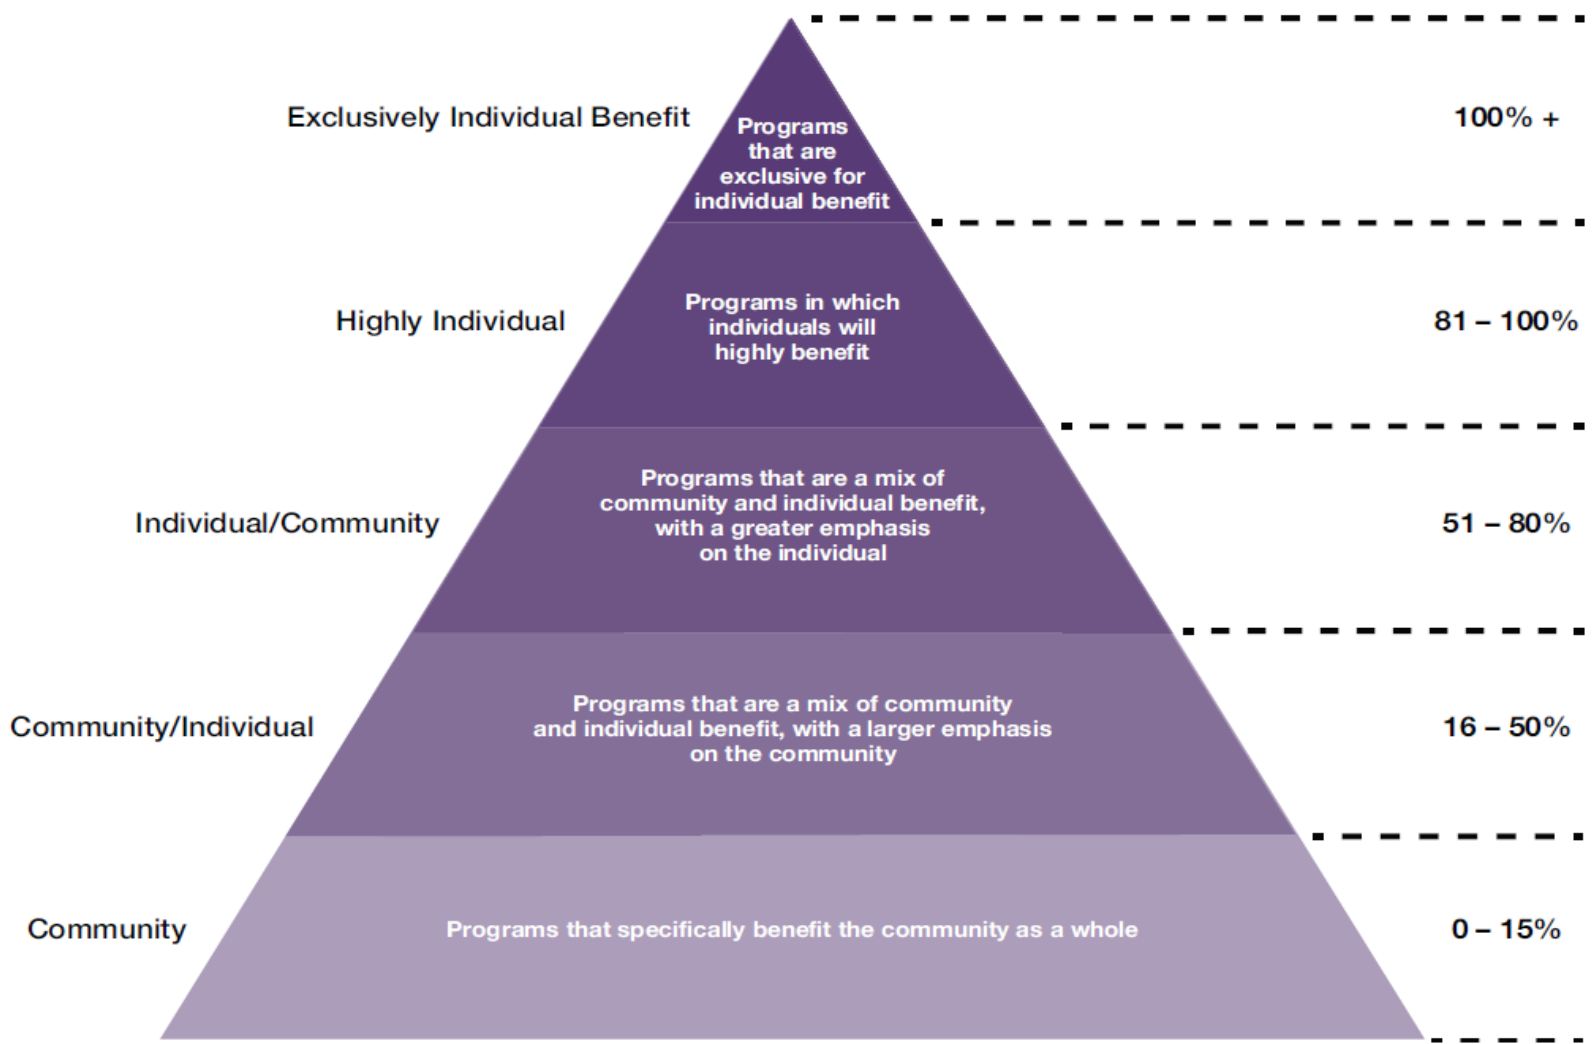 Exclusively Individual Benefit
Programs
that are
exclusive for
individual benefit
100% +
Highly Individual
Programs in which
individuals will
highly benefit
81 – 100%
Individual/Community
Programs that are a mix of
community and individual benefit,
with a greater emphasis
on the individual
51 – 80%
Community/Individual
Programs that are a mix of community
and individual benefit, with a larger emphasis
on the community
16 – 50%
Community
Programs that specifically benefit the community as a whole
0 – 15%